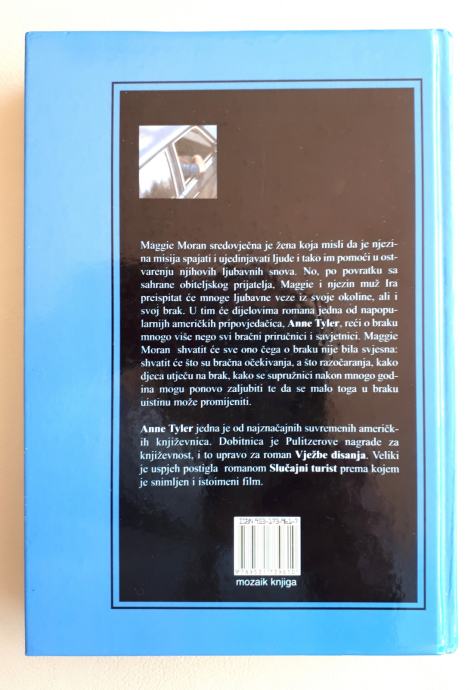 Maggie Moran sredovječna je žena koja misli da je njezi-
na misija spajati i ujedinjavati ljude i tako im pomoći u ost-
varenju njihovih ljubavnih snova. No, po povratku sa
sahrane obiteljskog prijatelja, Maggie i njezin muž Ira
preispitat će mnoge ljubavne veze iz svoje okoline, ali i
svoj brak. U tim će dijelovima romana jedna od napopu-
larnijih američkih pripovjedačica, Anne Tyler, reći o braku
mnogo više nego svi bračni priručnici i savjetnici. Maggie
Moran shvatit će sve ono čega o braku nije bila svjesna:
shvatit će što su bračna očekivanja, a što razočaranja, kako
djeca utječu na brak, kako se supružnici nakon mnogo god-
ina mogu ponovo zaljubiti te da se malo toga u braku
uistinu može promijeniti.
Anne Tyler jedna je od najznačajnih suvremenih američk-
ih književnica. Dobitnica je Pulitzerove nagrade za
književnost, i to upravo za roman Vježbe disanja. Veliki
je uspjeh postigla romanom Slučajni turist prema kojem
je snimljen i istoimeni film.
ISBN 953-173-961-7
mozaik knjiga